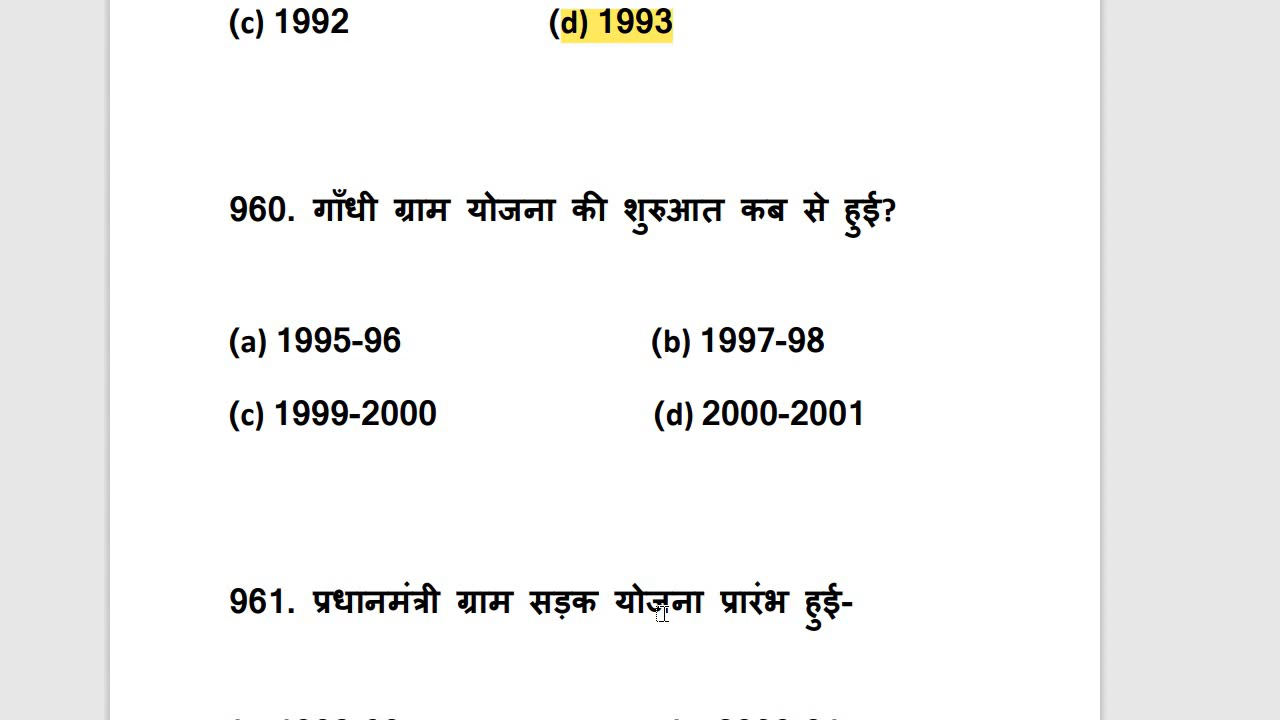 (c) 1992 (d) 1993
960. गाँधी ग्राम योजना की शुरुआत कब से हुई?
(a) 1995-96 (b) 1997-98
(c) 1999-2000 (d) 2000-2001
961. प्रधानमंत्री ग्राम सड़क योजना प्रारंभ हुई-